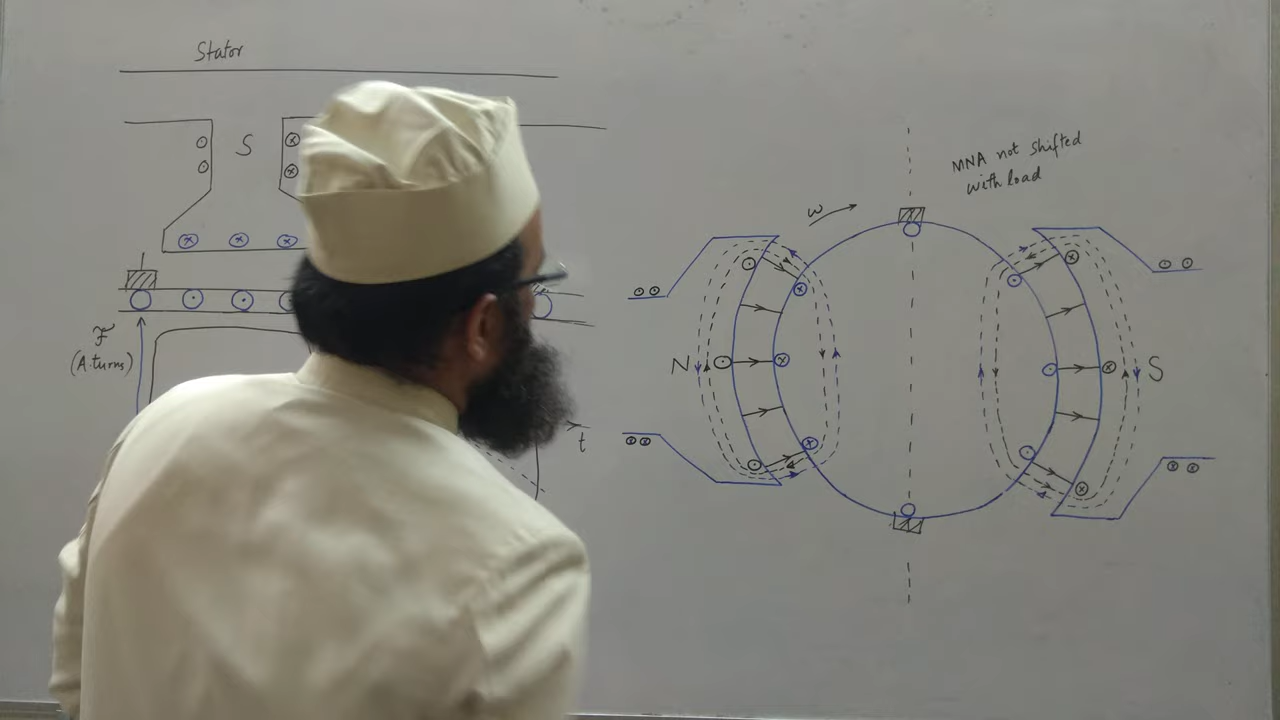 Stator
S
F
(A.turns)
t
MNA not shifted
with load
ω
N
S